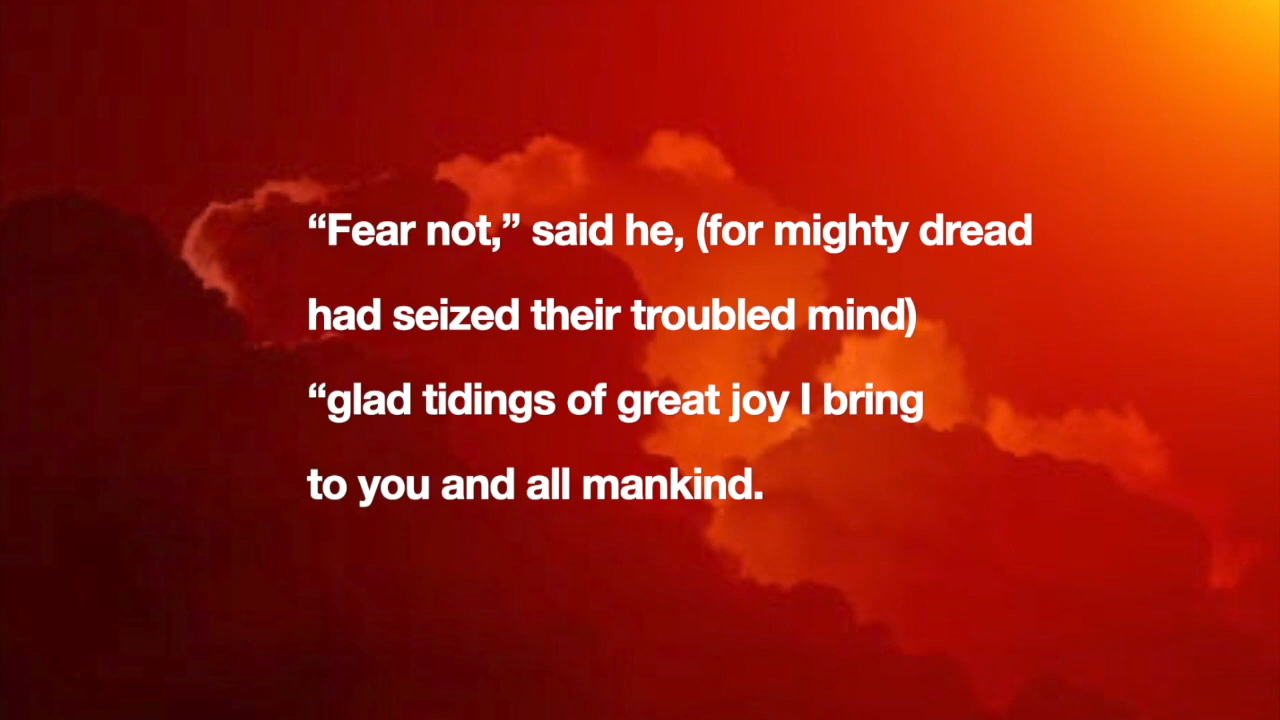 “Fear not,” said he, (for mighty dread
had seized their troubled mind)
“glad tidings of great joy I bring
to you and all mankind.